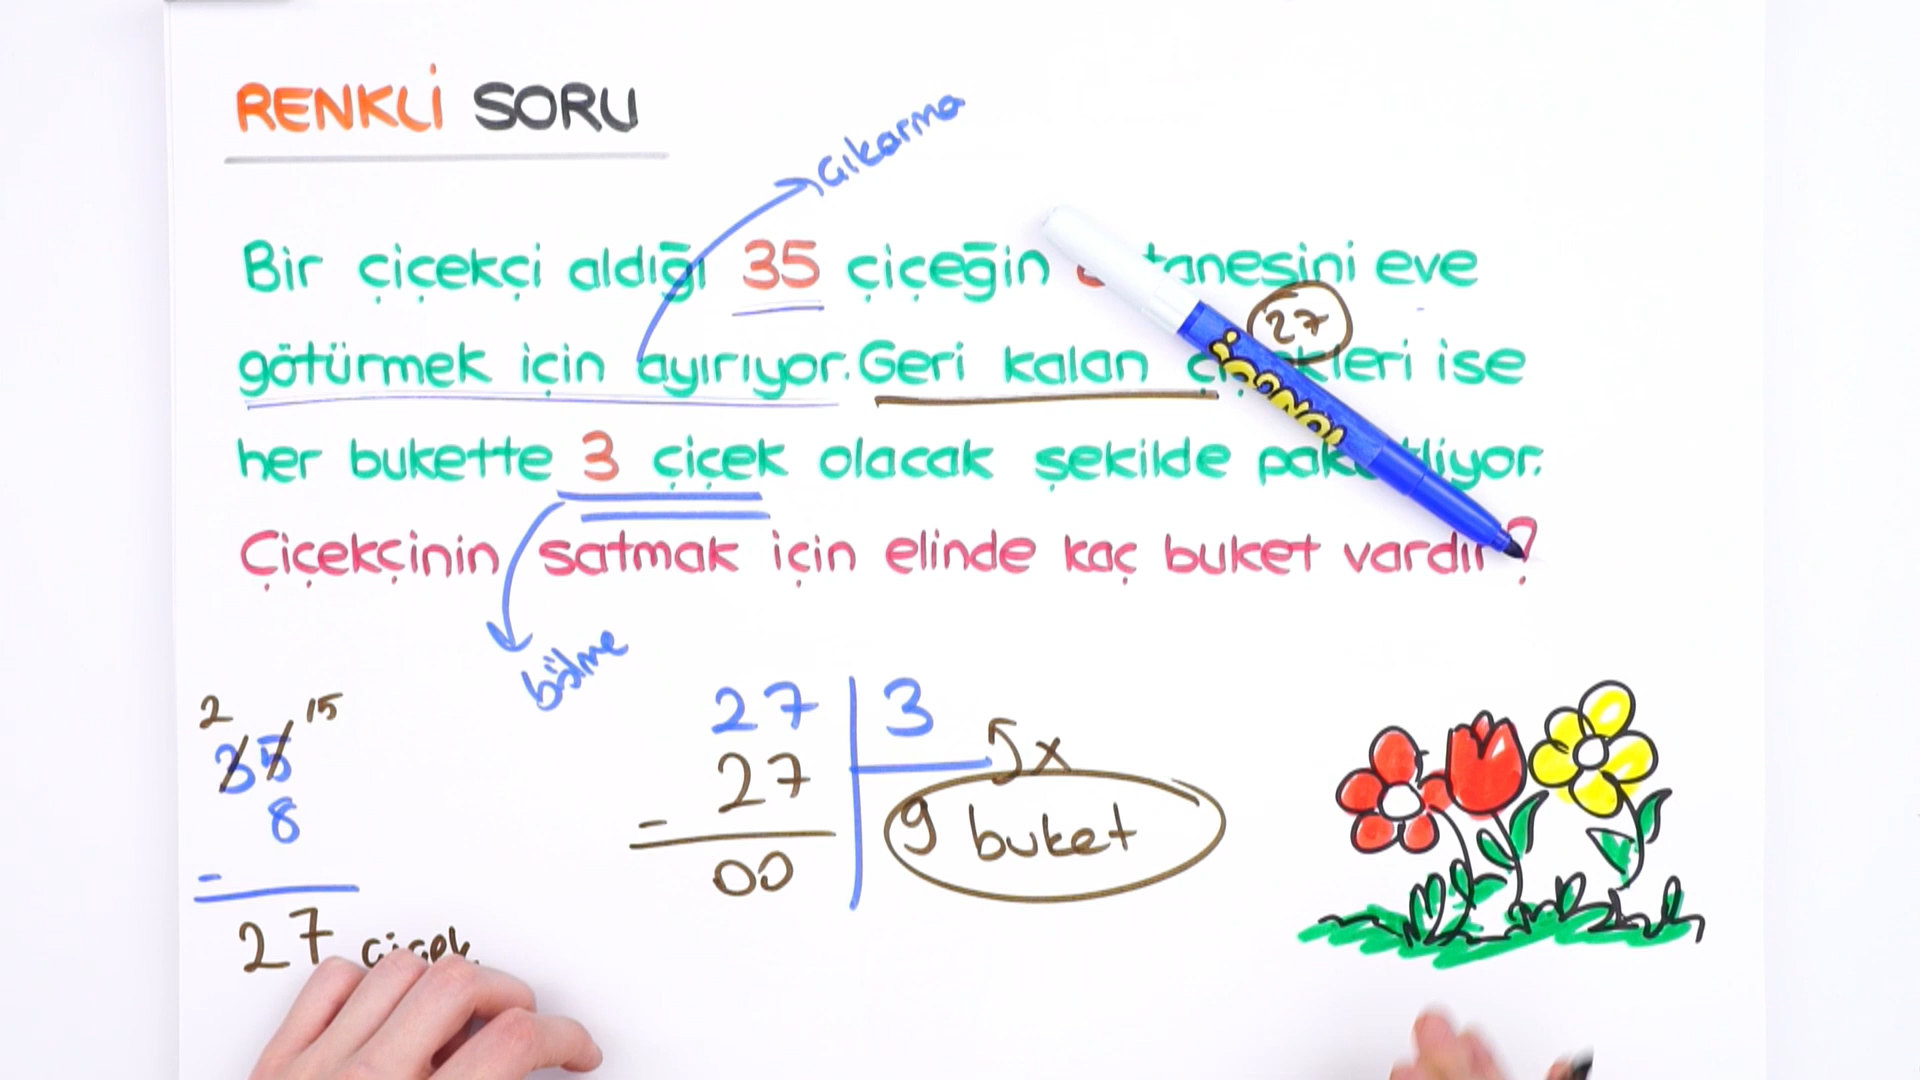 RENKLİ SORU
çıkarma
Bir çiçekçi aldığı 35 çiçeğin tanesini eve
27
götürmek için ayırıyor. Geri kalan ise
her bukette 3 çiçek olacak şekilde
Çiçekçinin satmak için elinde kaç buket vardır?
bölme
2 15
35
8
-
27 çiçek
27 3
27 x
- 9 buket
00